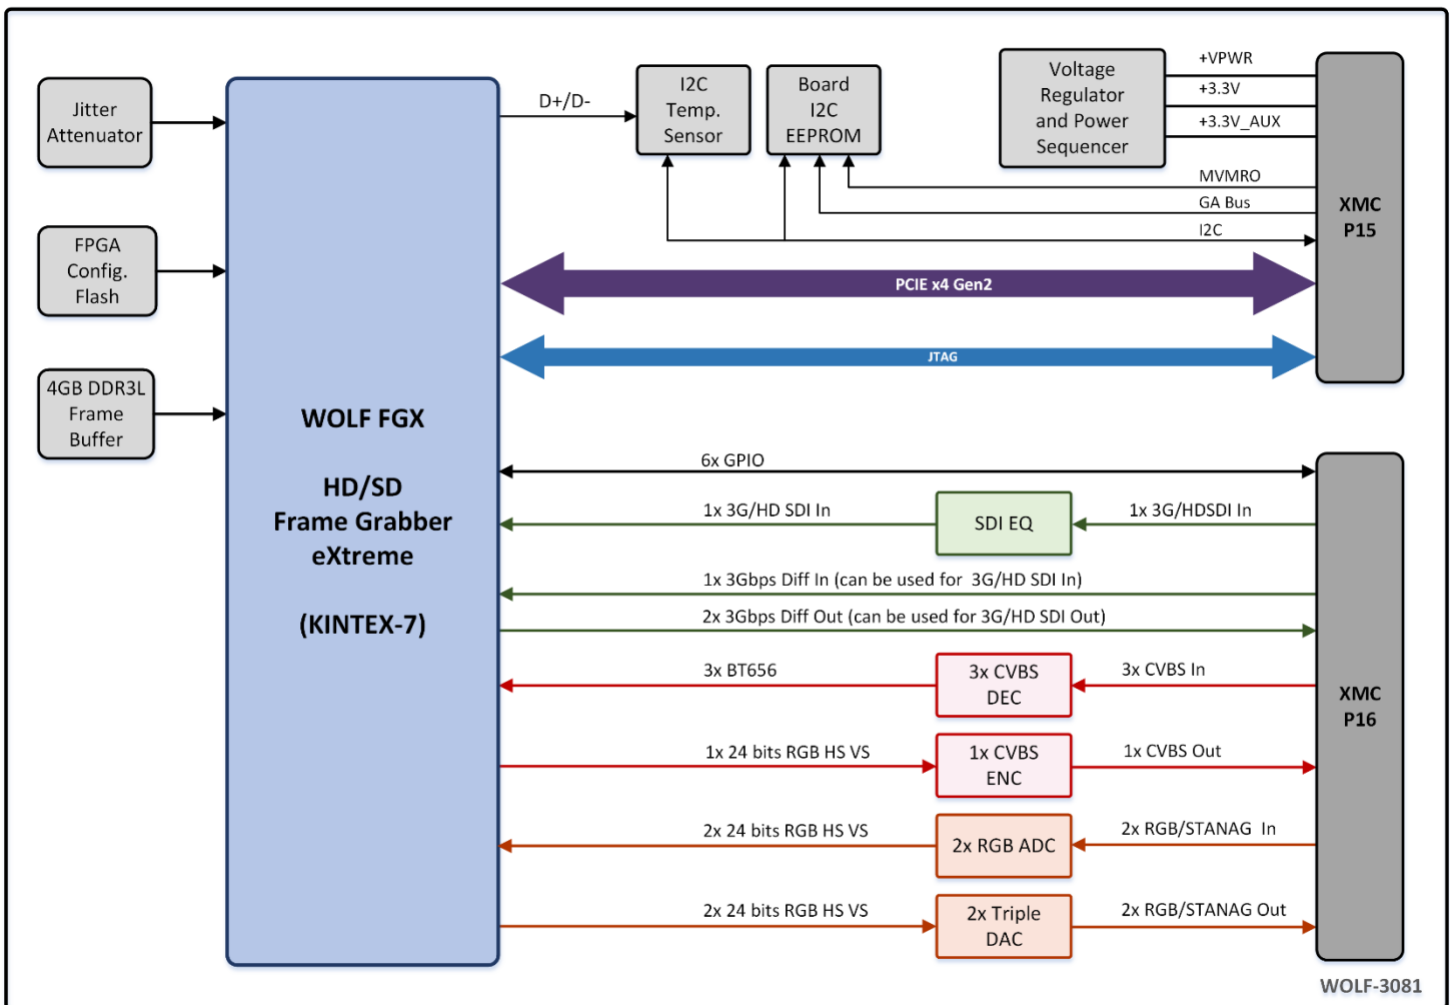 Jitter
Attenuator
FPGA
Config.
Flash
4GB DDR3L
Frame
Buffer
WOLF FGX
HD/SD
Frame Grabber
eXtreme
(KINTEX-7)
D+/D-
I2C
Temp.
Sensor
Board
I2C
EEPROM
Voltage
Regulator
and Power
Sequencer
+VPWR
+3.3V
+3.3V_AUX
MVMRO
GA Bus
I2C
XMC
P15
PCIE x4 Gen2
JTAG
6x GPIO
1x 3G/HD SDI In
SDI EQ
1x 3G/HDSDI In
1x 3Gbps Diff In (can be used for 3G/HD SDI In)
2x 3Gbps Diff Out (can be used for 3G/HD SDI Out)
3x BT656
3x CVBS
DEC
3x CVBS In
1x 24 bits RGB HS VS
1x CVBS
ENC
1x CVBS Out
2x 24 bits RGB HS VS
2x RGB ADC
2x RGB/STANAG In
2x 24 bits RGB HS VS
2x Triple
DAC
2x RGB/STANAG Out
XMC
P16
WOLF-3081